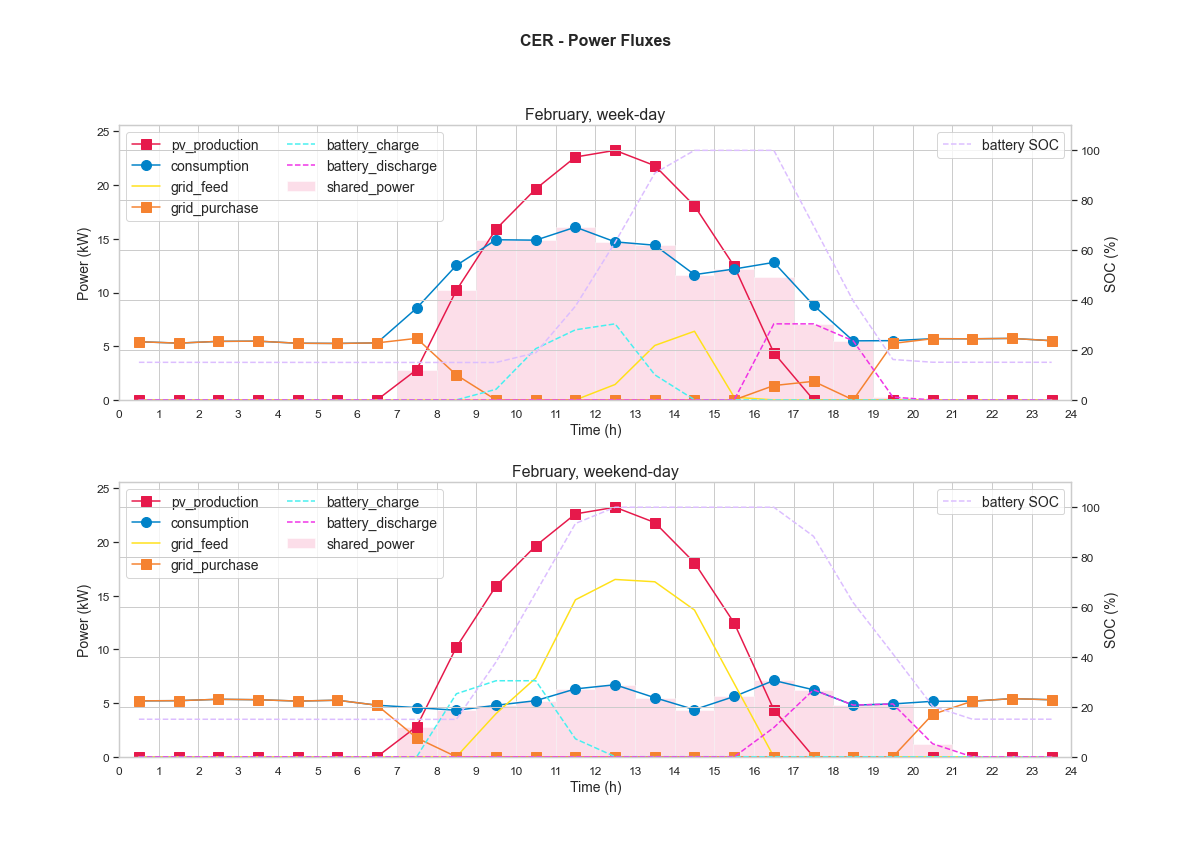 CER - Power Fluxes
February, week-day
pv_production
consumption
grid_feed
grid_purchase
battery_charge
battery_discharge
shared_power
battery SOC
25
20
15
10
5
0
Power (kW)
100
80
60
40
20
0
SOC (%)
0 1 2 3 4 5 6 7 8 9 10 11 12 13 14 15 16 17 18 19 20 21 22 23 24
Time (h)
February, weekend-day
pv_production
consumption
grid_feed
grid_purchase
battery_charge
battery_discharge
shared_power
battery SOC
25
20
15
10
5
0
Power (kW)
100
80
60
40
20
0
SOC (%)
0 1 2 3 4 5 6 7 8 9 10 11 12 13 14 15 16 17 18 19 20 21 22 23 24
Time (h)